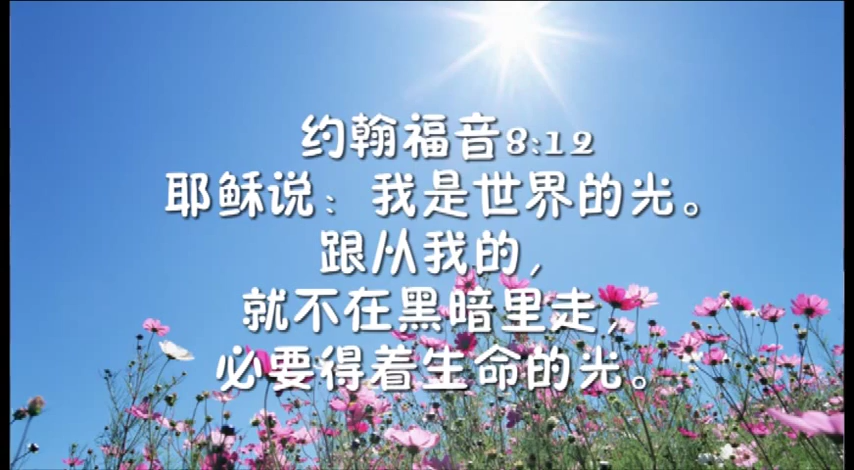 约翰福音8:12
耶稣说：我是世界的光。
跟从我的，
就不在黑暗里走，
必要得着生命的光。